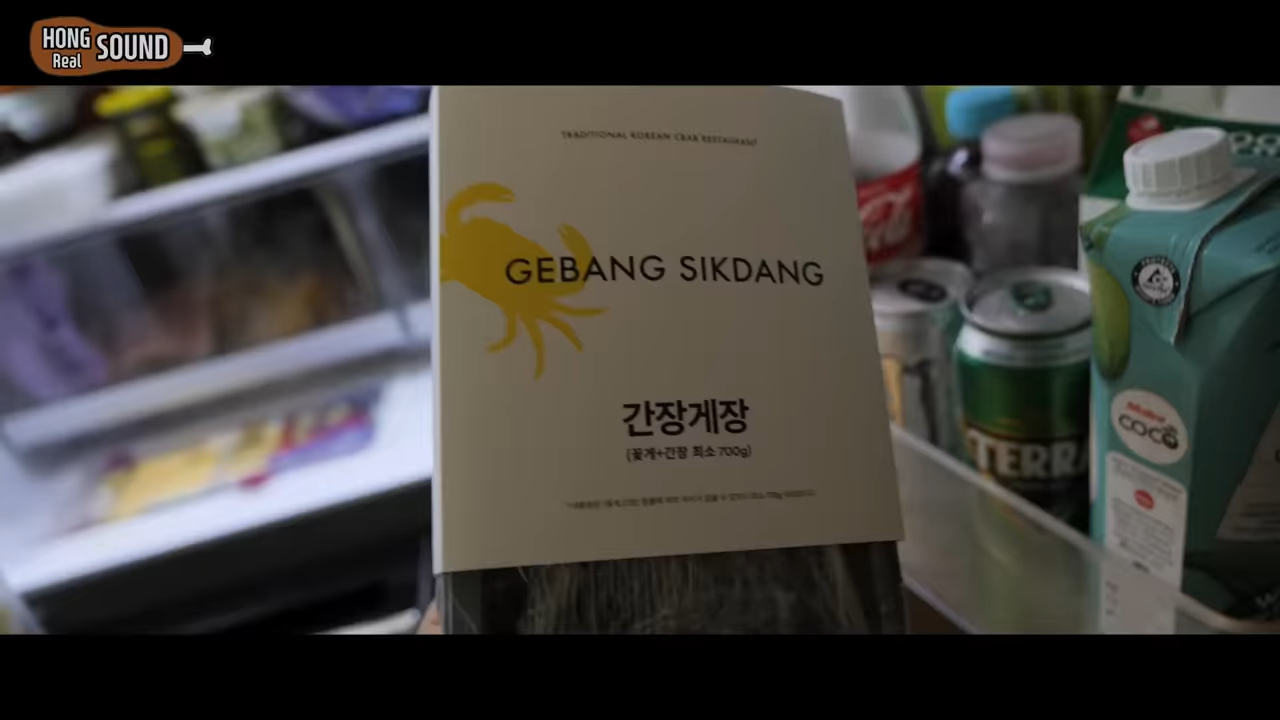 HONG
Real SOUND
TRADITIONAL KOREAN CRAB RESTAURANT
GEBANG SIKDANG
간장게장
(꽃게+간장 최소 700g)
TERRA
Malee
COCO